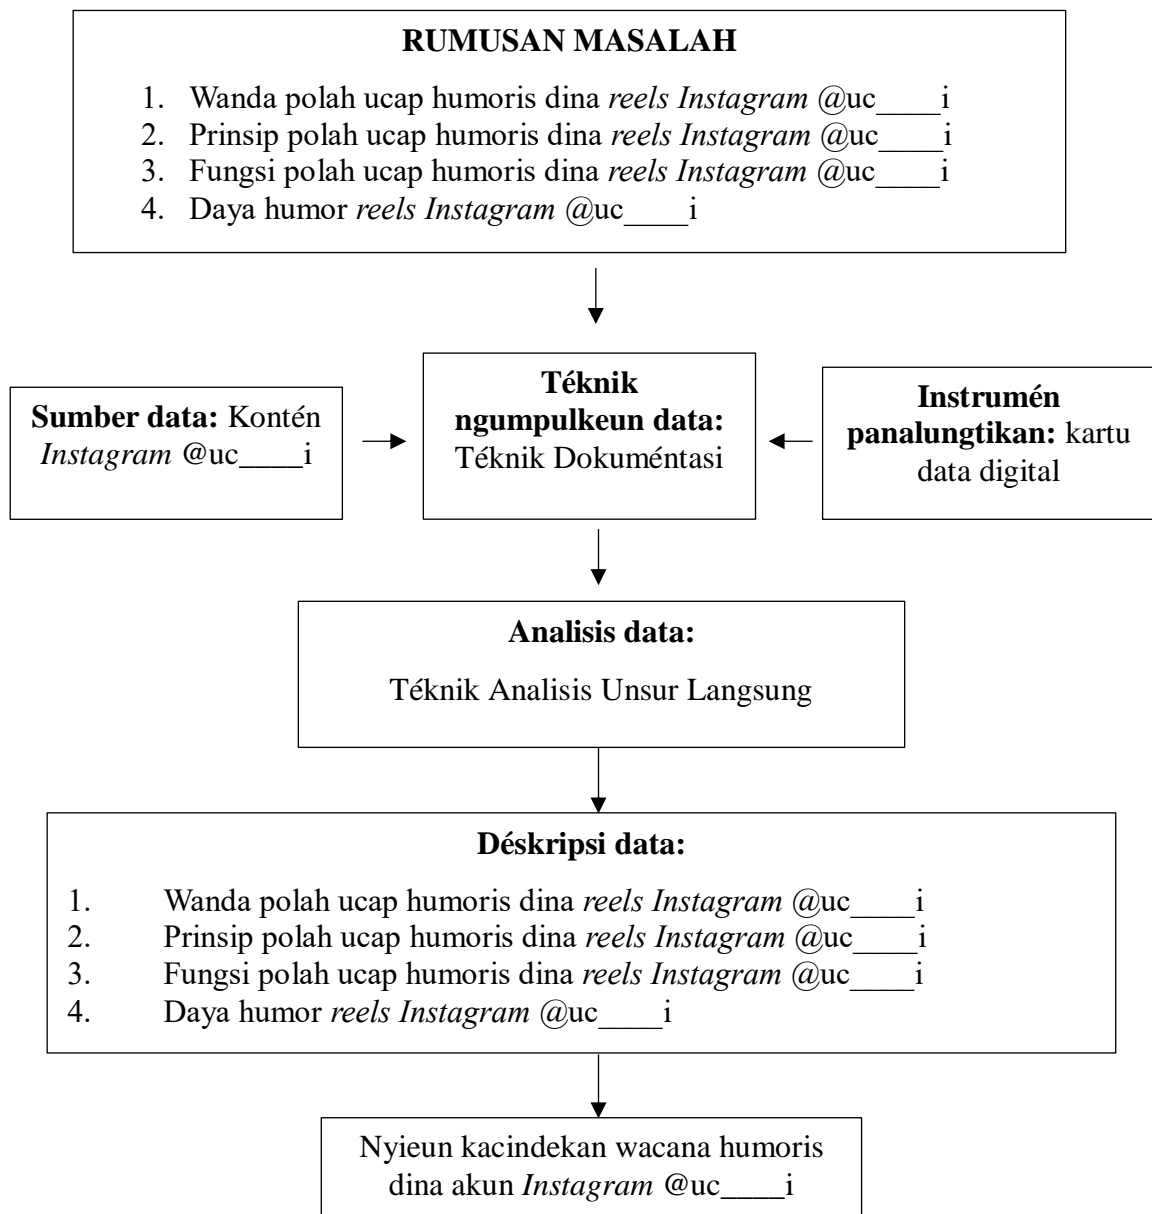 RUMUSAN MASALAH
1. Wanda polah ucap humoris dina reels Instagram @uc____i
2. Prinsip polah ucap humoris dina reels Instagram @uc____i
3. Fungsi polah ucap humoris dina reels Instagram @uc____i
4. Daya humor reels Instagram @uc____i
Sumber data: Kontén
Instagram @uc____i
Téknik
ngumpulkeun data:
Téknik Dokuméntasi
Instrumén
panalungtikan: kartu
data digital
Analisis data:
Téknik Analisis Unsur Langsung
Déskripsi data:
1. Wanda polah ucap humoris dina reels Instagram @uc____i
2. Prinsip polah ucap humoris dina reels Instagram @uc____i
3. Fungsi polah ucap humoris dina reels Instagram @uc____i
4. Daya humor reels Instagram @uc____i
Nyieun kacindekan wacana humoris
dina akun Instagram @uc____i